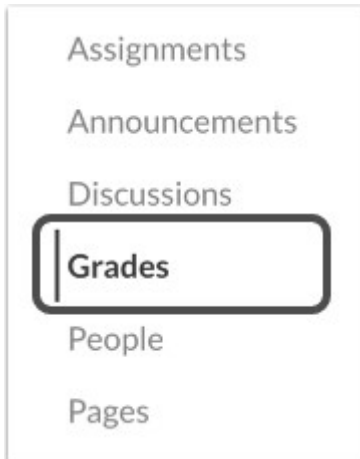 Assignments
Announcements
Discussions
Grades
People
Pages